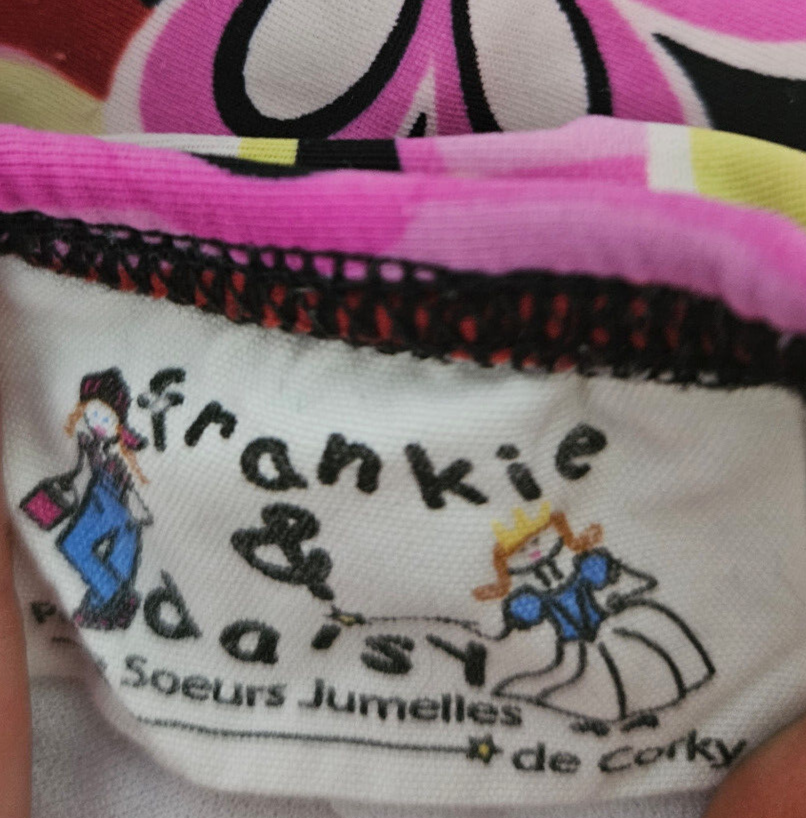 frankie
&
daisy
Soeurs Jumelles
de Corky